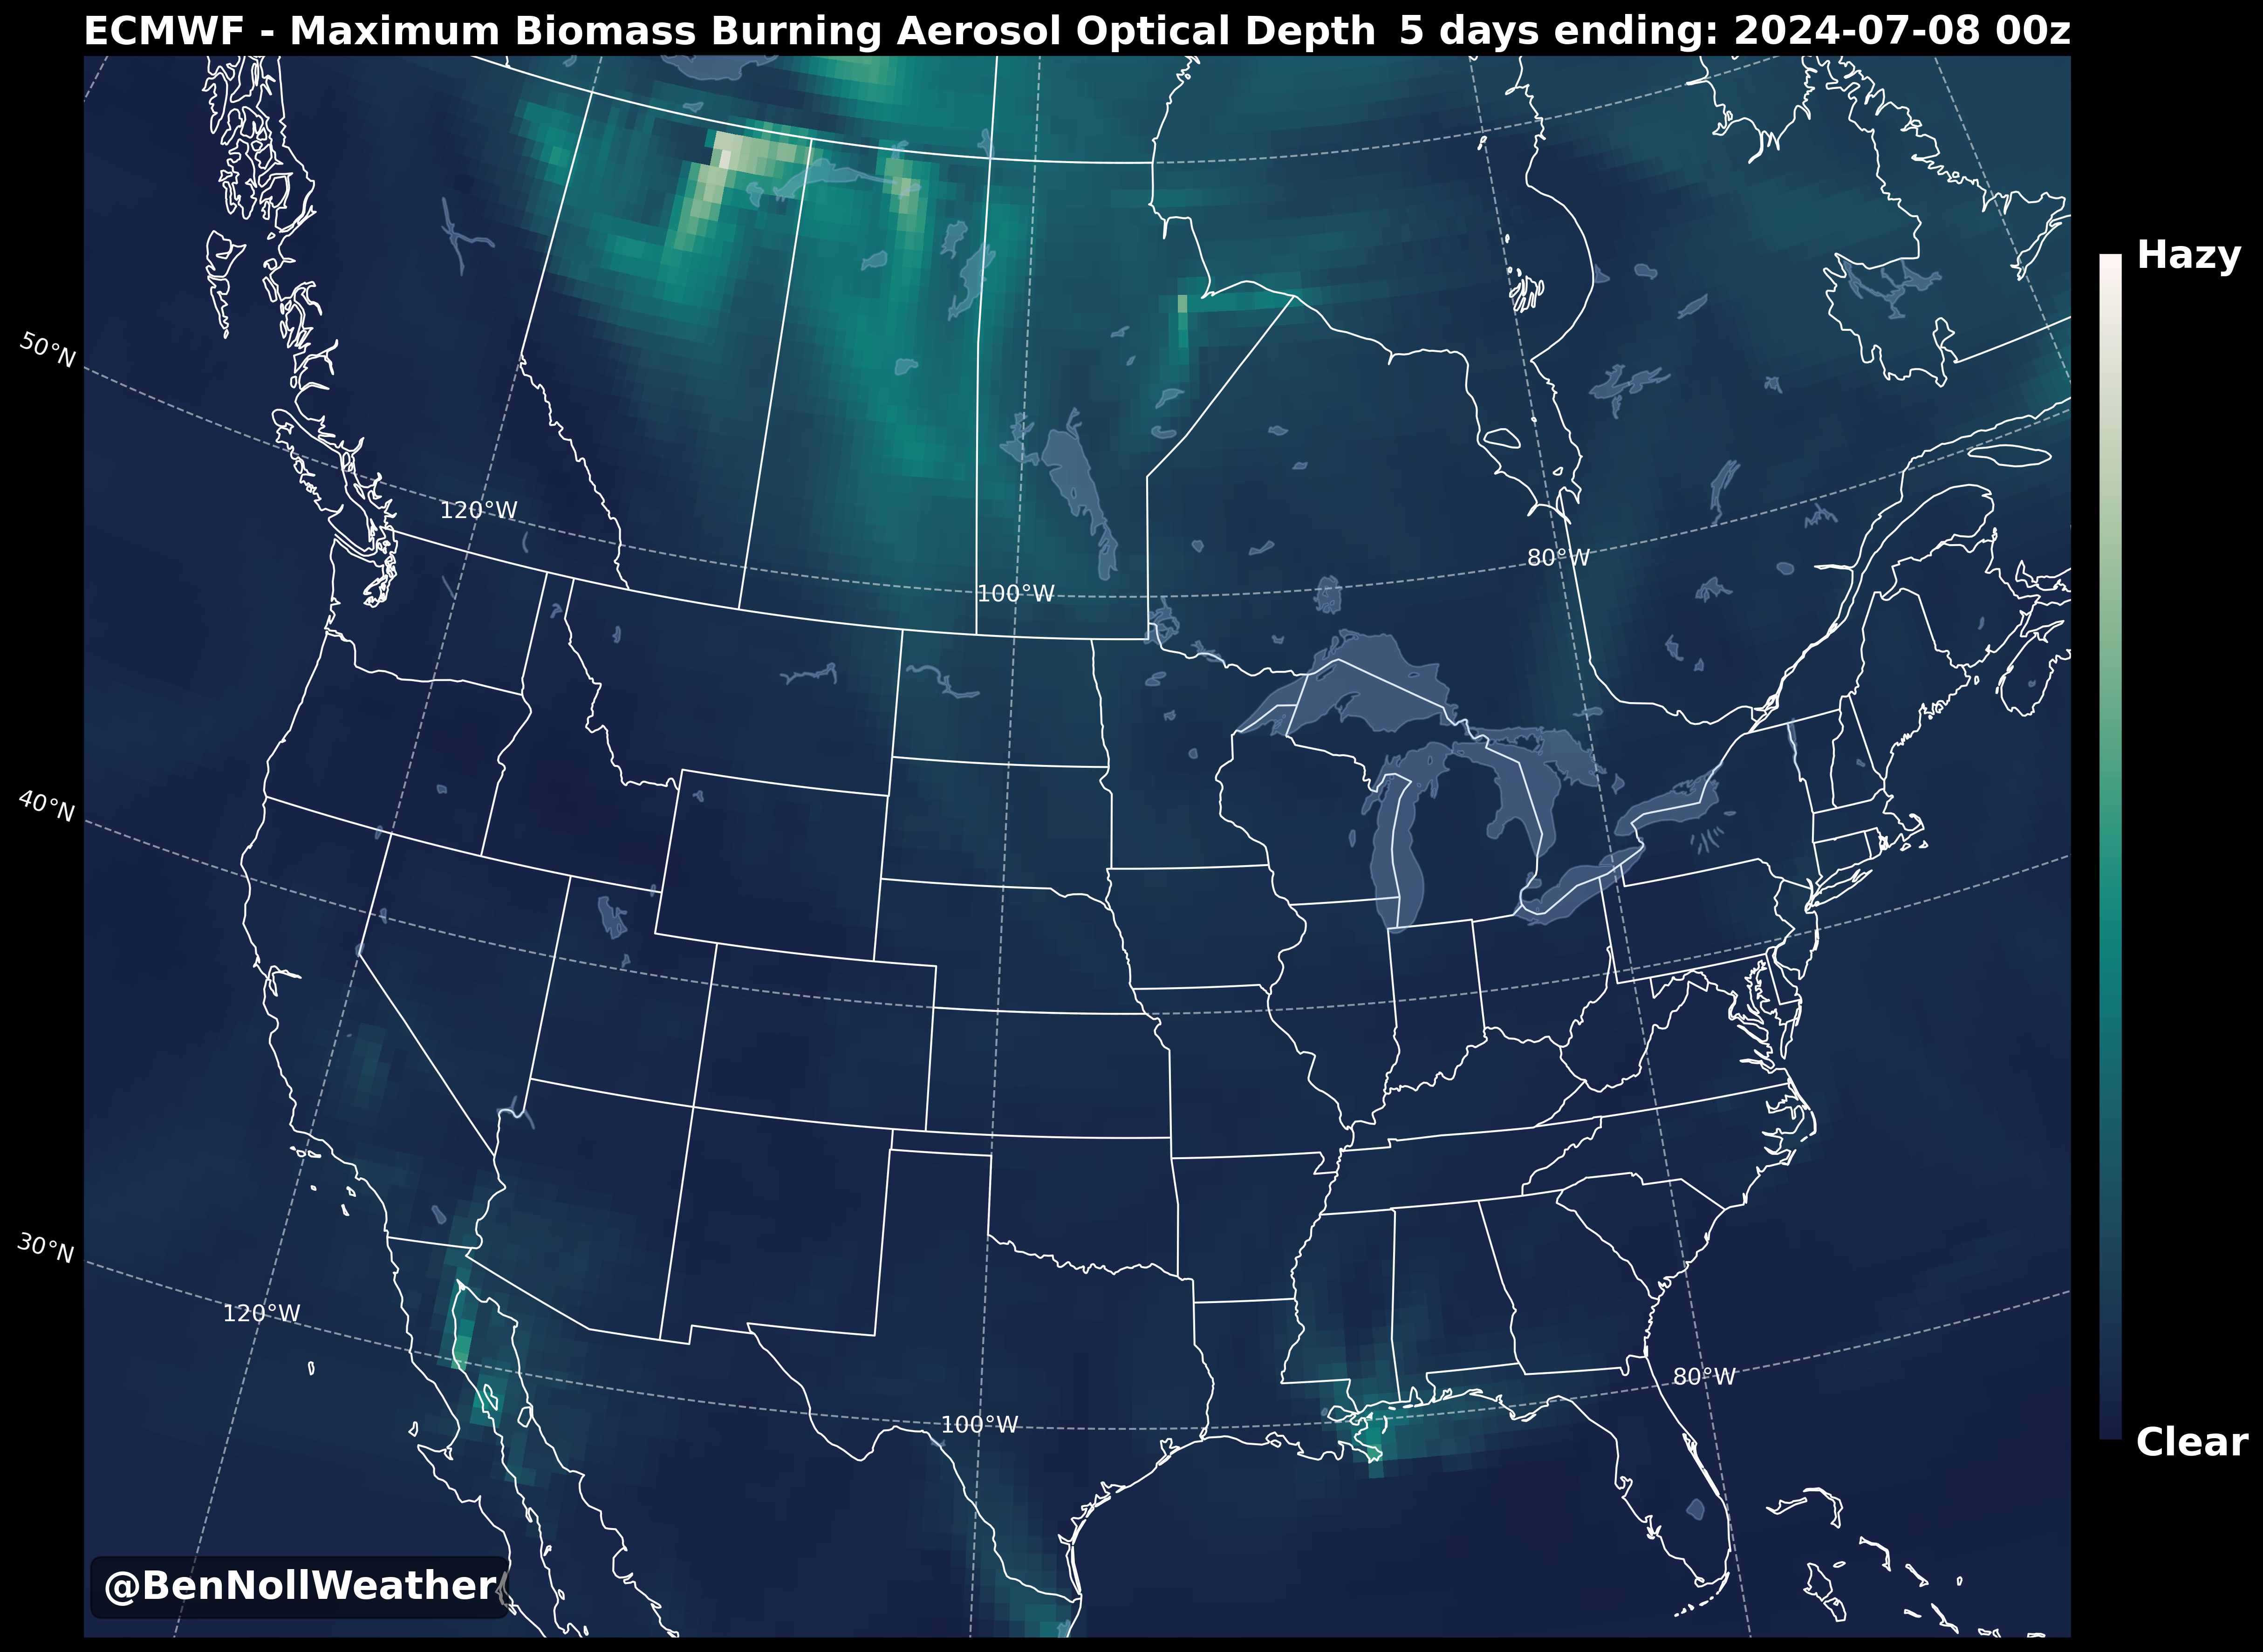 ECMWF - Maximum Biomass Burning Aerosol Optical Depth 5 days ending: 2024-07-08 00z
Hazy
50°N
120°W
80°W
100°W
40°N
30°N
120°W
80°W
100°W
Clear
@BenNollWeather